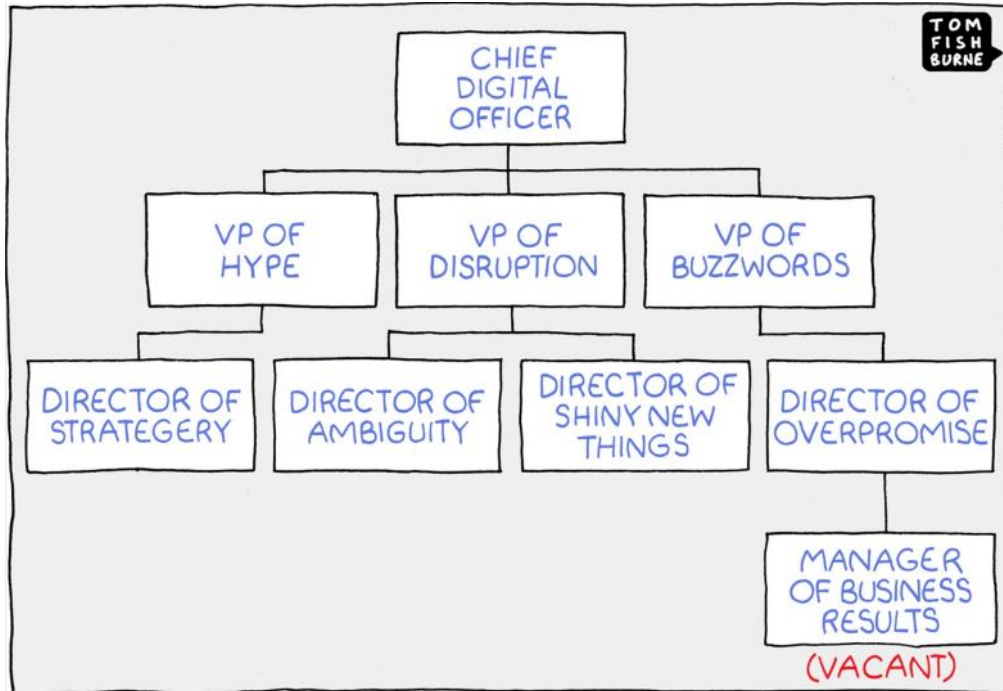 TOM
FISH
BURNE
CHIEF
DIGITAL
OFFICER
VP OF
HYPE
VP OF
DISRUPTION
VP OF
BUZZWORDS
DIRECTOR OF
STRATEGERY
DIRECTOR OF
AMBIGUITY
DIRECTOR OF
SHINY NEW
THINGS
DIRECTOR OF
OVERPROMISE
MANAGER
OF BUSINESS
RESULTS
(VACANT)